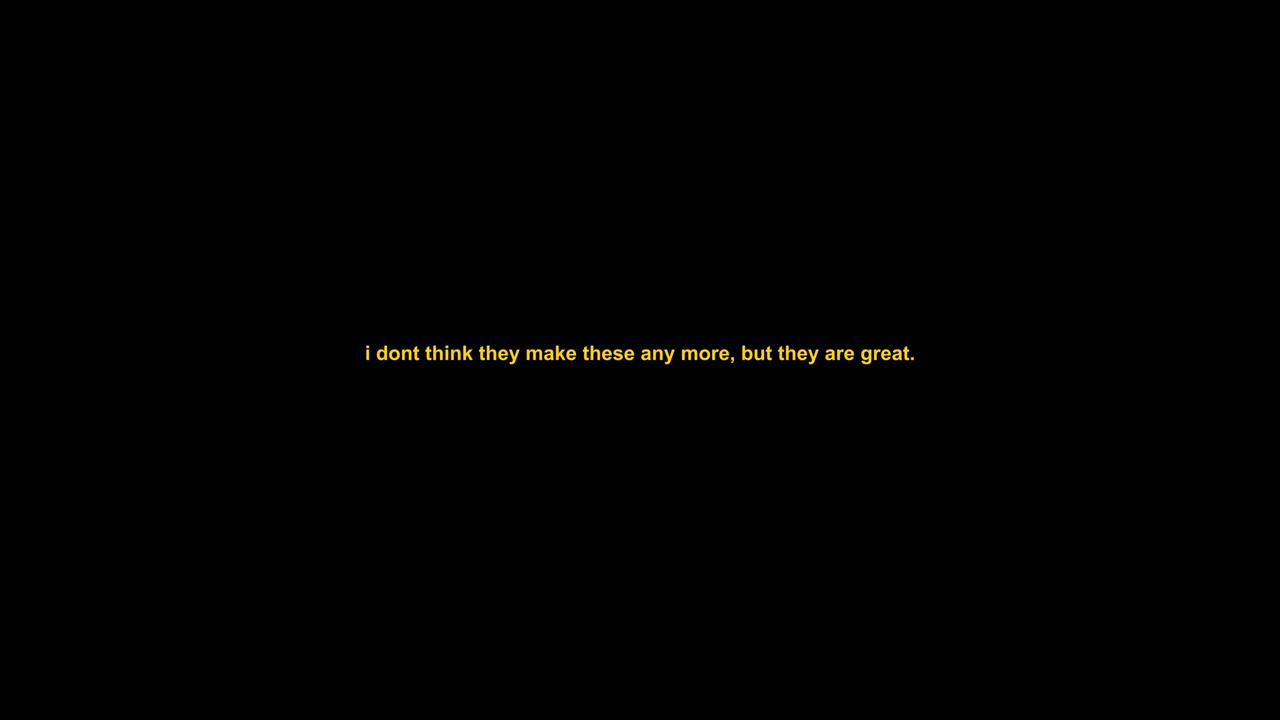 i dont think they make these any more, but they are great.